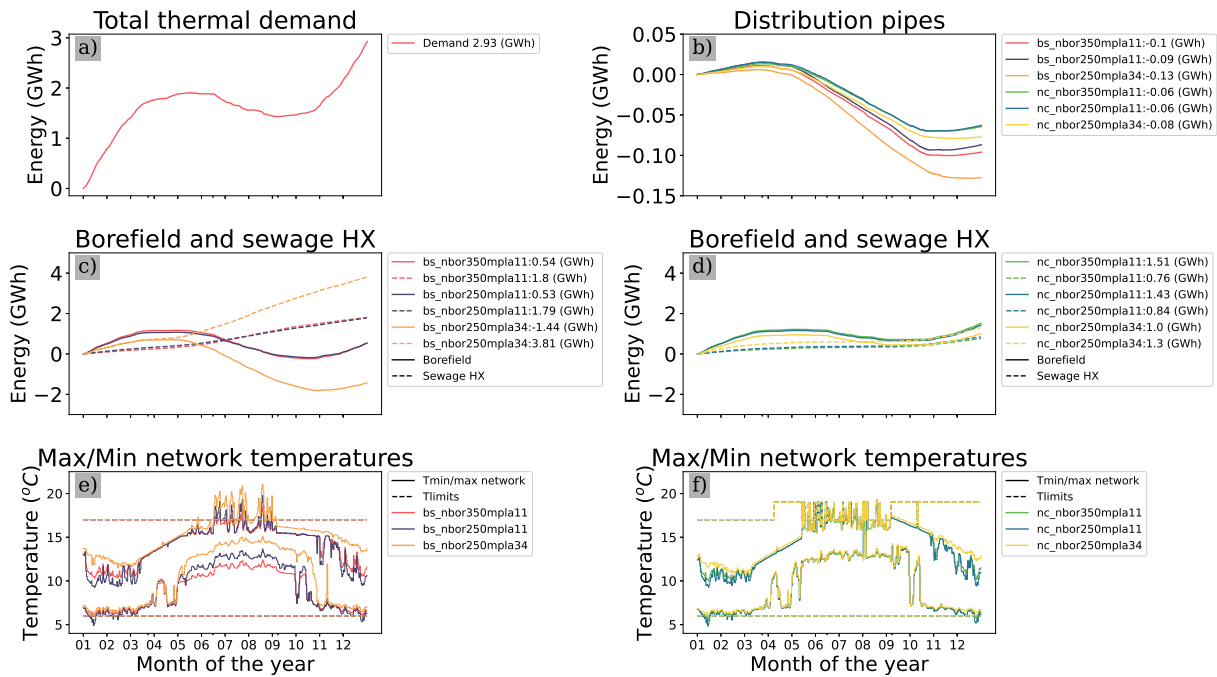 Total thermal demand
a)
Energy (GWh)
3
2
1
0
Demand 2.93 (GWh)
Distribution pipes
b)
Energy (GWh)
0.05
0.00
−0.05
−0.10
−0.15
bs_nbor350mpla11:-0.1 (GWh)
bs_nbor250mpla11:-0.09 (GWh)
bs_nbor250mpla34:-0.13 (GWh)
nc_nbor350mpla11:-0.06 (GWh)
nc_nbor250mpla11:-0.06 (GWh)
nc_nbor250mpla34:-0.08 (GWh)
Borefield and sewage HX
c)
Energy (GWh)
4
2
0
−2
bs_nbor350mpla11:0.54 (GWh)
bs_nbor350mpla11:1.8 (GWh)
bs_nbor250mpla11:0.53 (GWh)
bs_nbor250mpla11:1.79 (GWh)
bs_nbor250mpla34:-1.44 (GWh)
bs_nbor250mpla34:3.81 (GWh)
Borefield
Sewage HX
Borefield and sewage HX
d)
Energy (GWh)
4
2
0
−2
nc_nbor350mpla11:1.51 (GWh)
nc_nbor350mpla11:0.76 (GWh)
nc_nbor250mpla11:1.43 (GWh)
nc_nbor250mpla11:0.84 (GWh)
nc_nbor250mpla34:1.0 (GWh)
nc_nbor250mpla34:1.3 (GWh)
Borefield
Sewage HX
Max/Min network temperatures
e)
Temperature (°C)
20
15
10
5
01 02 03 04 05 06 07 08 09 10 11 12
Month of the year
Tmin/max network
Tlimits
bs_nbor350mpla11
bs_nbor250mpla11
bs_nbor250mpla34
Max/Min network temperatures
f)
Temperature (°C)
20
15
10
5
01 02 03 04 05 06 07 08 09 10 11 12
Month of the year
Tmin/max network
Tlimits
nc_nbor350mpla11
nc_nbor250mpla11
nc_nbor250mpla34